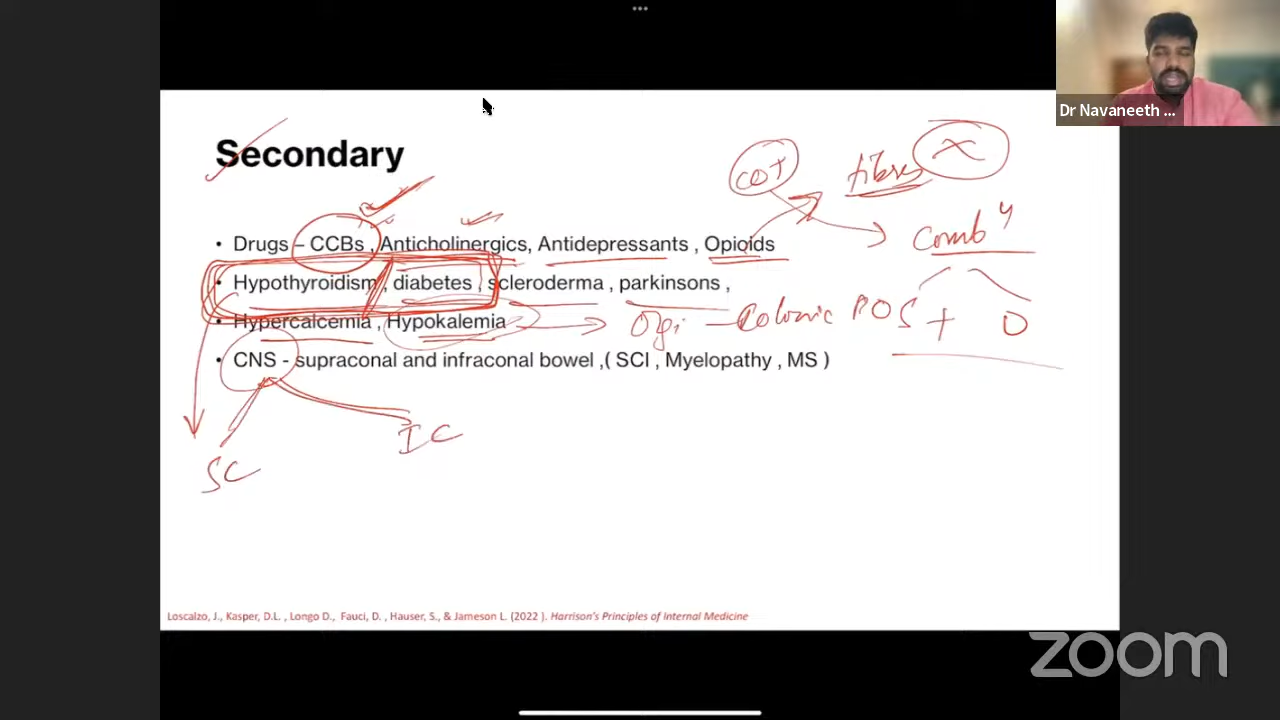 Dr Navaneeth ...
Secondary
fibres X
Comb
• Drugs – CCBs , Anticholinergics, Antidepressants , Opioids
• Hypothyroidism , diabetes , scleroderma , parkinsons ,
• Hypercalcemia , Hypokalemia
Ogi – Colonic POS + O
• CNS - supraconal and infraconal bowel ,( SCI , Myelopathy , MS )
IC
SC
Loscalzo, J., Kasper, D.L. , Longo D., Fauci, D. , Hauser, S., & Jameson L. (2022 ). Harrison's Principles of Internal Medicine
zoom